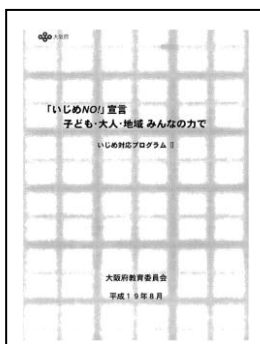 大阪府
「いじめNO!」宣言
子ども・大人・地域 みんなの力で
いじめ対応プログラム Ⅱ
大阪府教育委員会
平成１９年８月